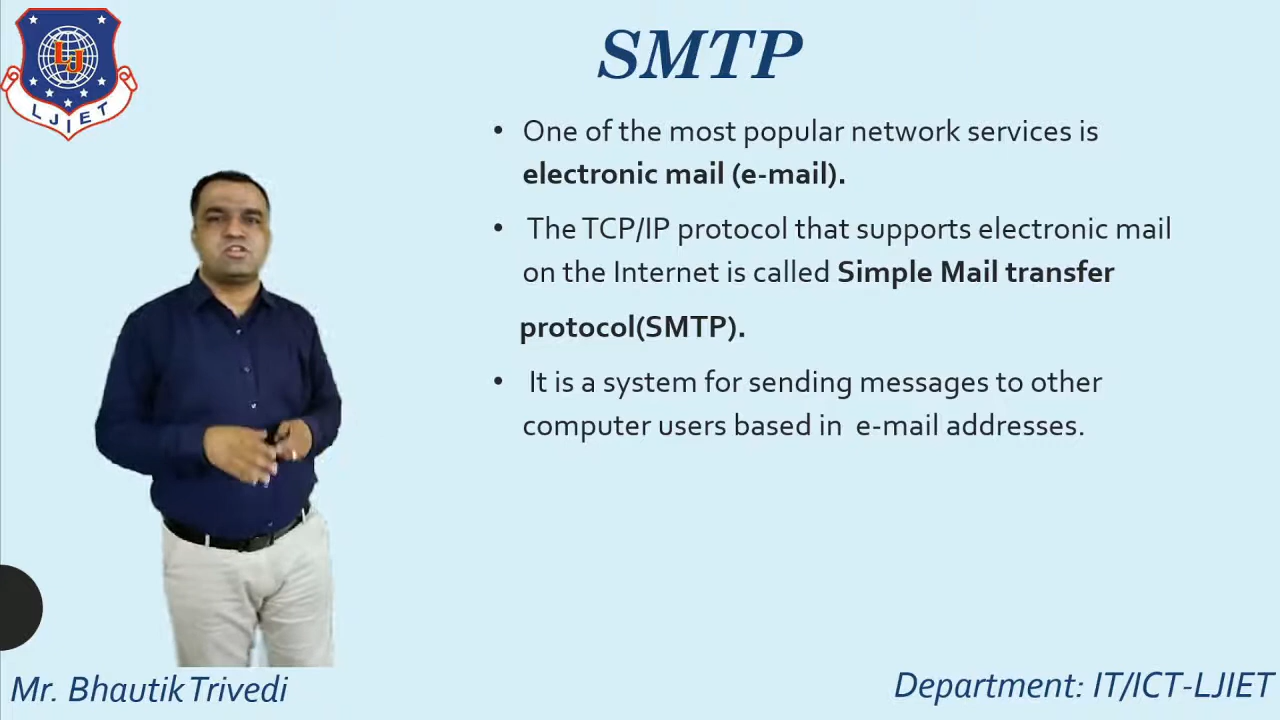 LJ
LJIET
SMTP
• One of the most popular network services is
electronic mail (e-mail).
• The TCP/IP protocol that supports electronic mail
on the Internet is called Simple Mail transfer
protocol(SMTP).
• It is a system for sending messages to other
computer users based in e-mail addresses.
Mr. Bhautik Trivedi
Department: IT/ICT-LJIET